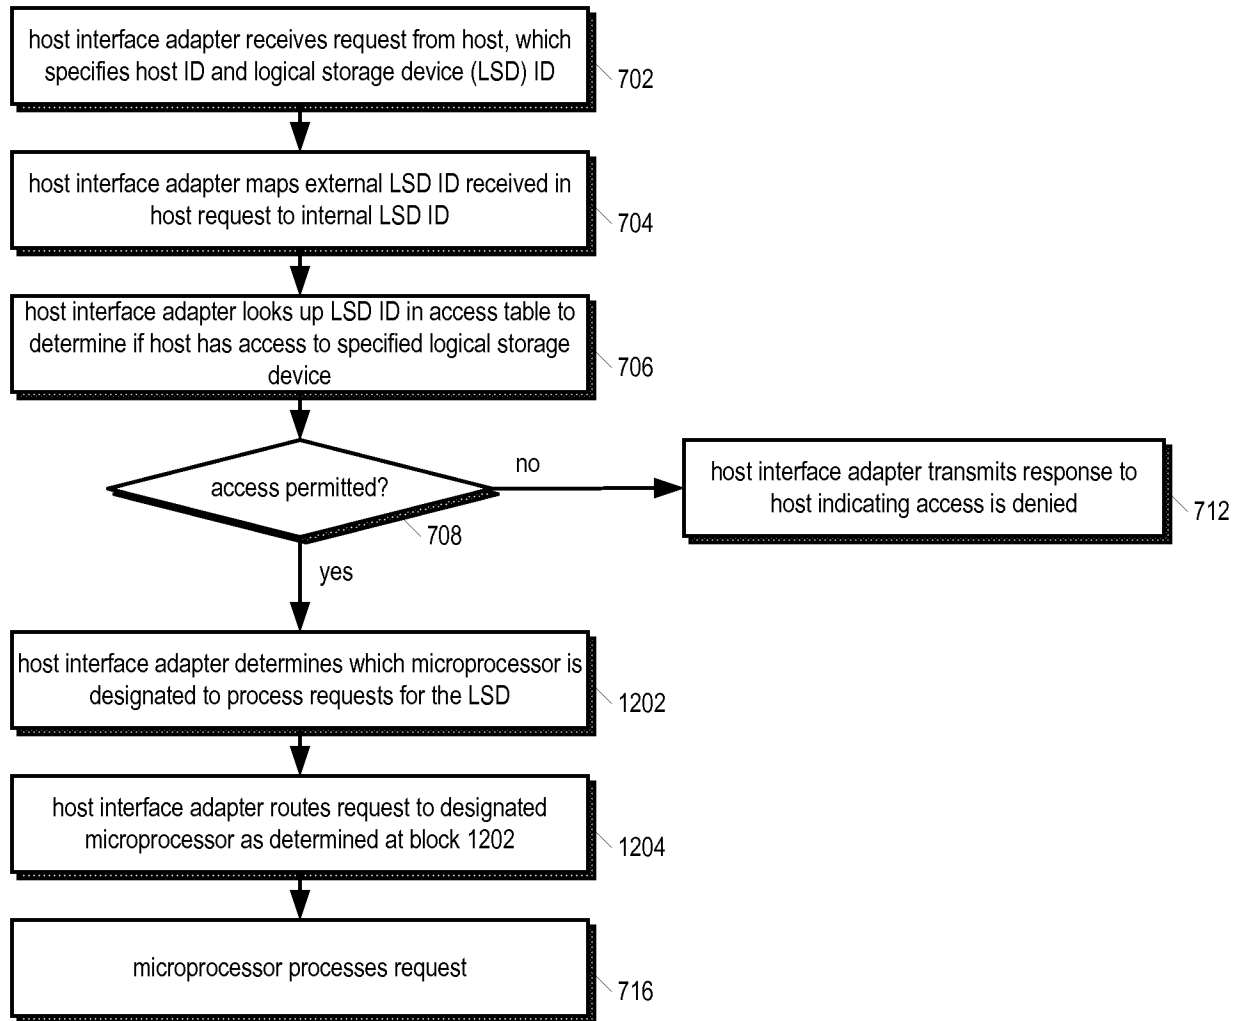 host interface adapter receives request from host, which
specifies host ID and logical storage device (LSD) ID
702
host interface adapter maps external LSD ID received in
host request to internal LSD ID
704
host interface adapter looks up LSD ID in access table to
determine if host has access to specified logical storage
device
706
access permitted?
708
no
host interface adapter transmits response to
host indicating access is denied
712
yes
host interface adapter determines which microprocessor is
designated to process requests for the LSD
1202
host interface adapter routes request to designated
microprocessor as determined at block 1202
1204
microprocessor processes request
716